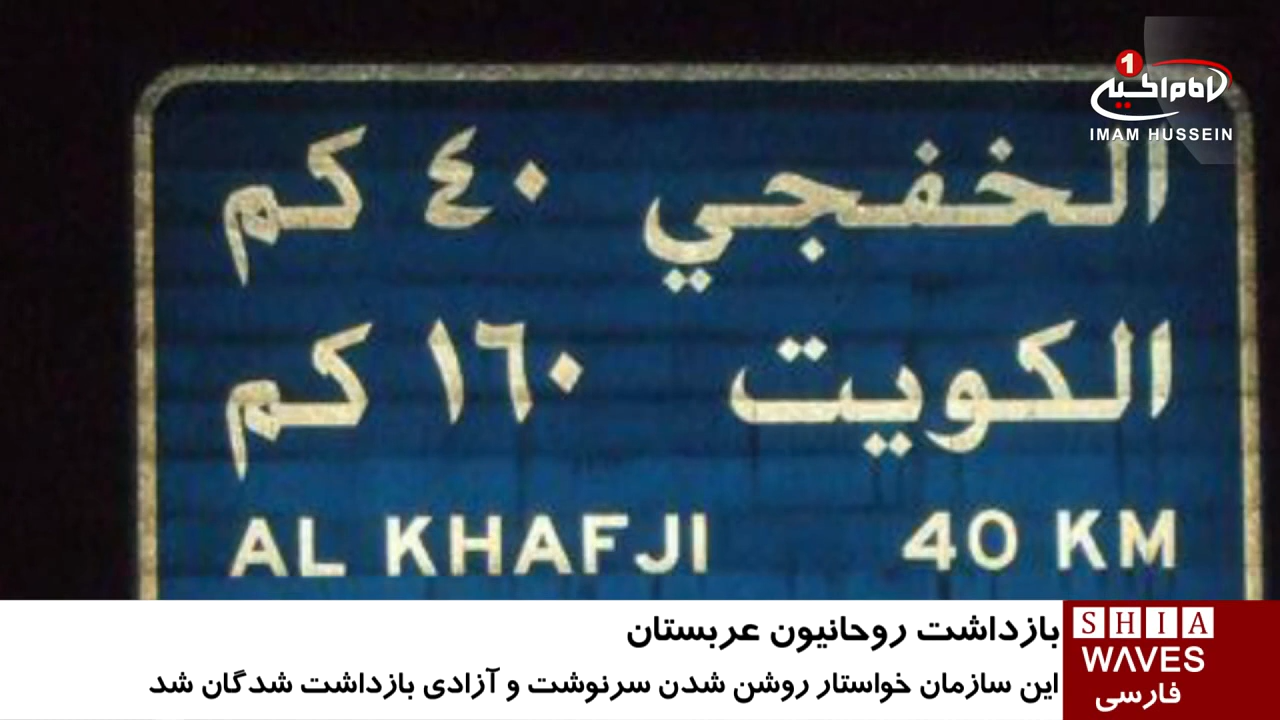 1
امام حسین
IMAM HUSSEIN
الخفجي ٤٠ كم
الكويت ١٦٠ كم
AL KHAFJI 40 KM
بازداشت روحانیون عربستان
این سازمان خواستار روشن شدن سرنوشت و آزادی بازداشت شدگان شد
SHIA
WAVES
فارسی